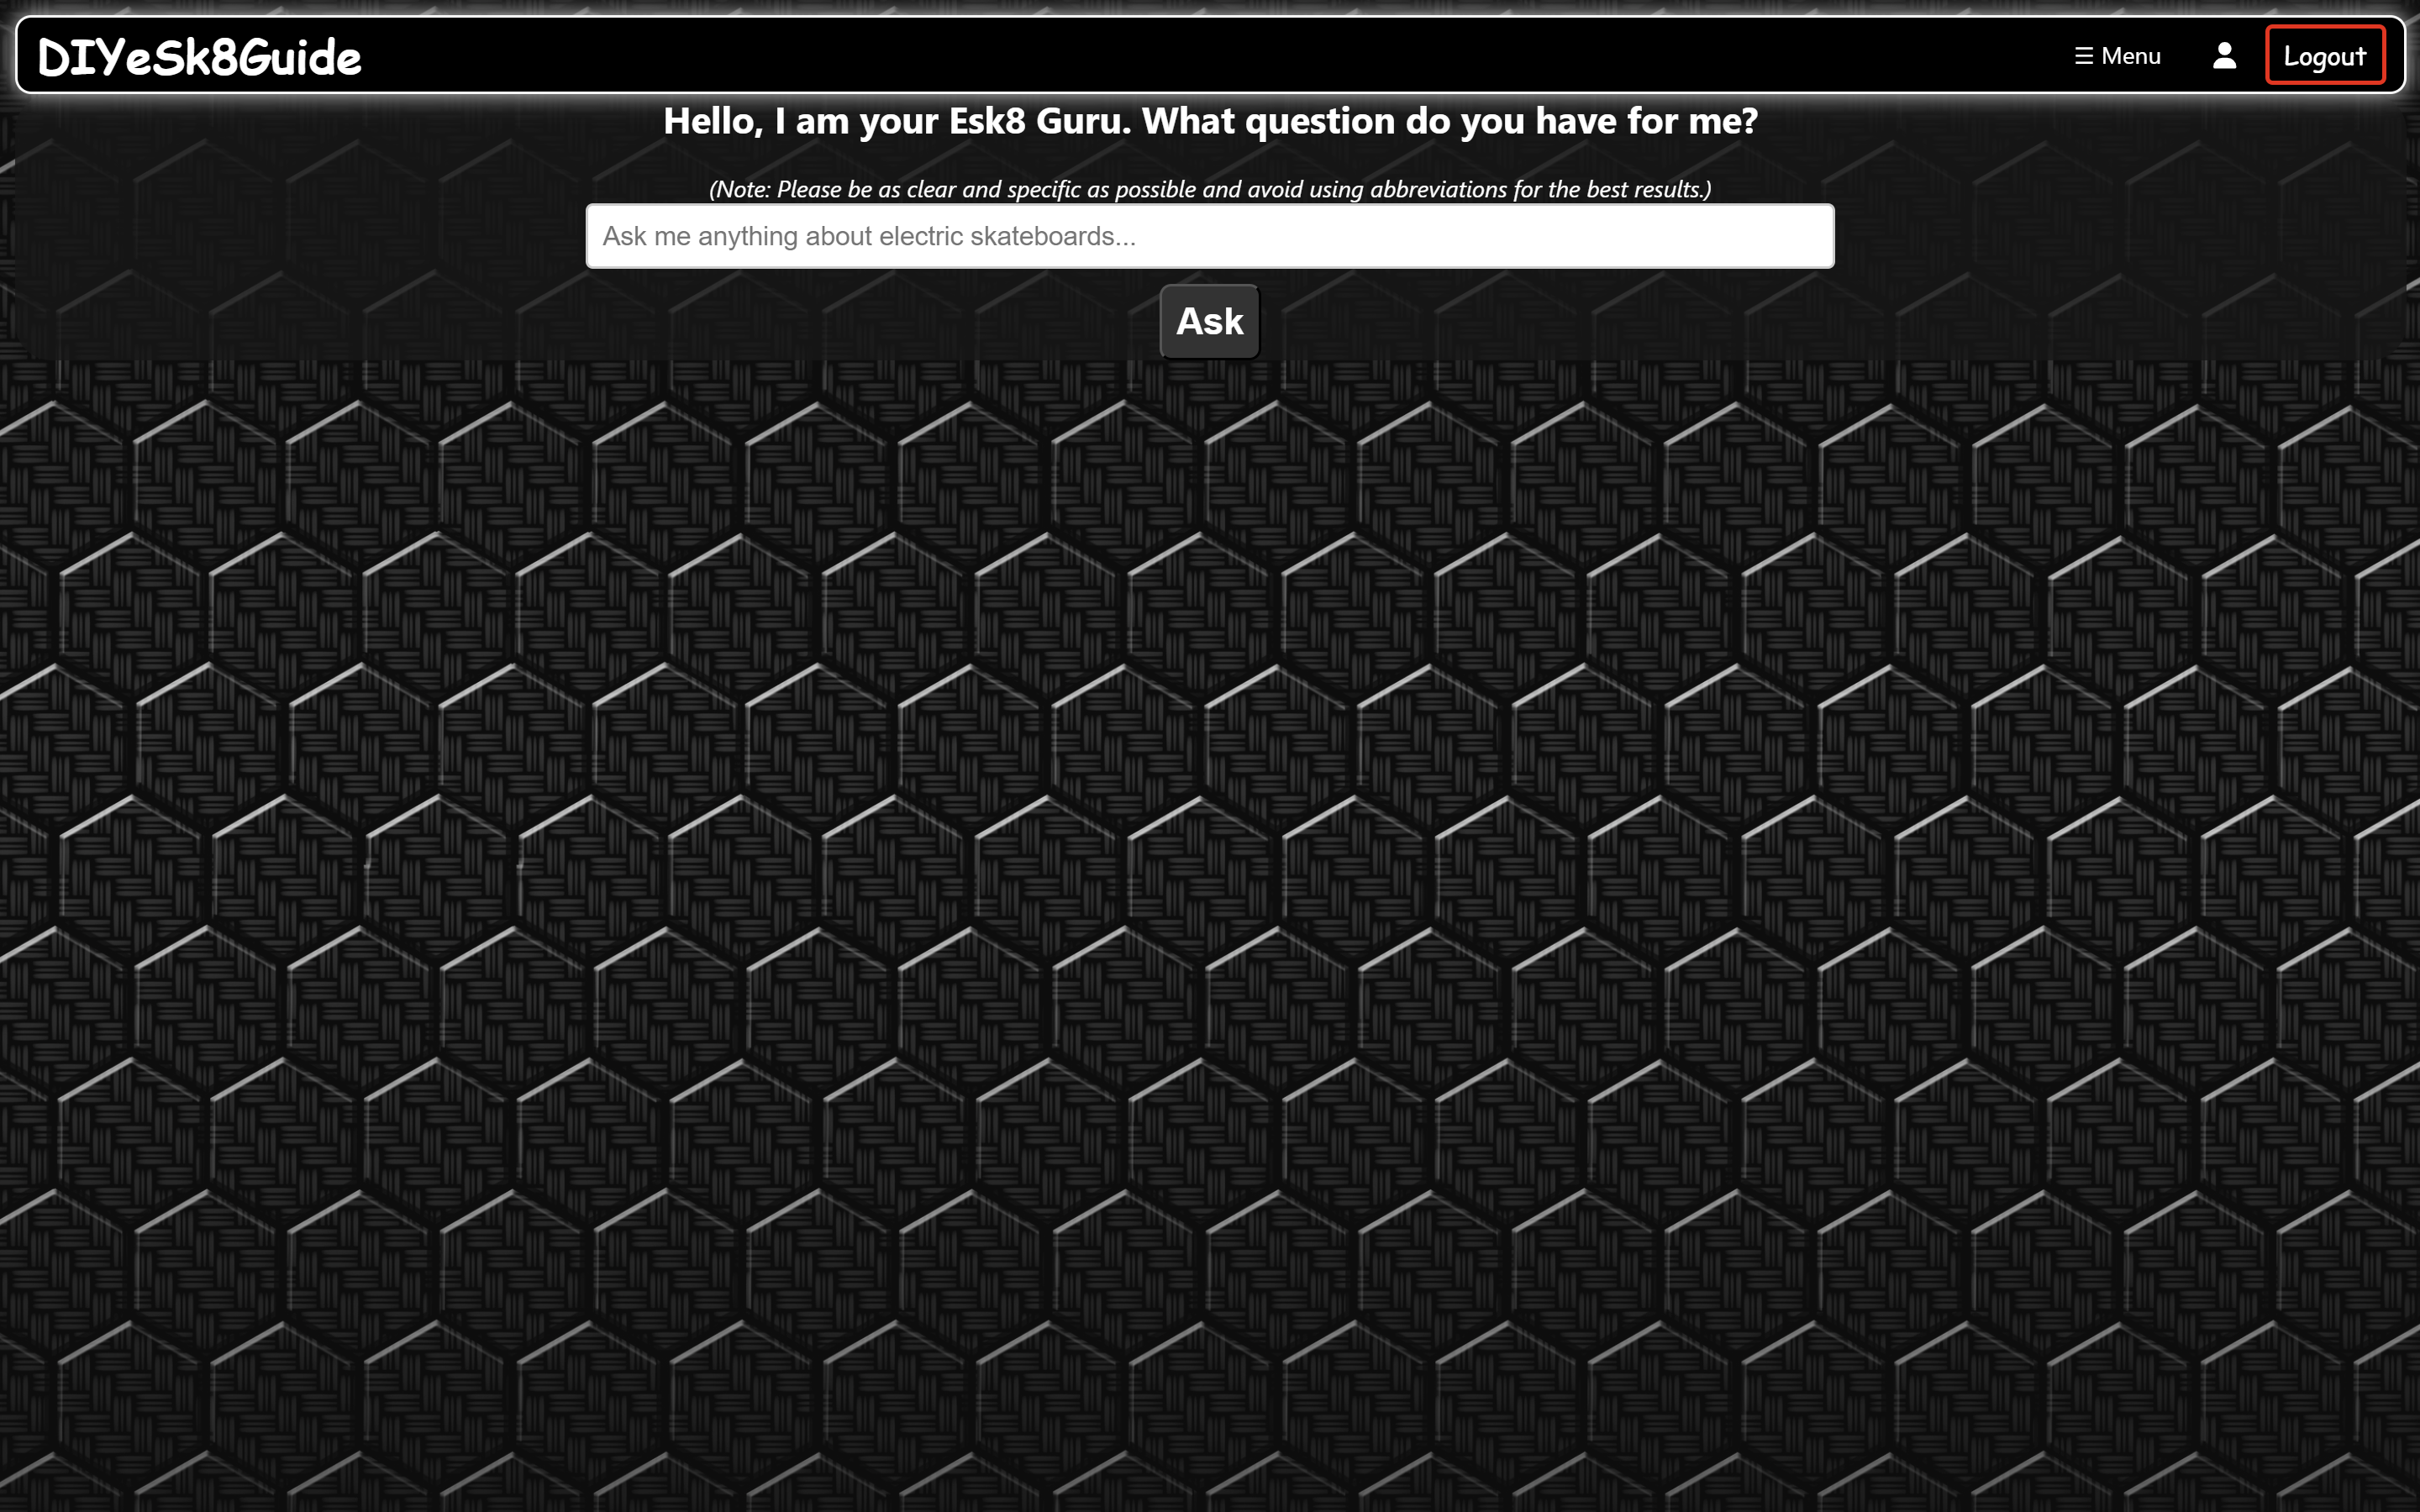 DIYeSk8Guide
☰ Menu
Logout
Hello, I am your Esk8 Guru. What question do you have for me?
(Note: Please be as clear and specific as possible and avoid using abbreviations for the best results.)
Ask me anything about electric skateboards...
Ask